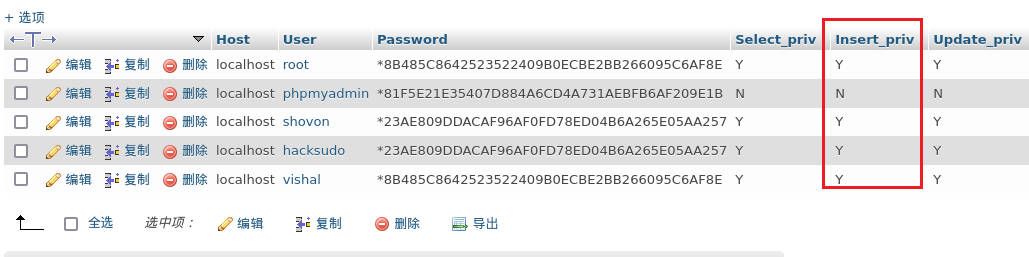 + 选项
←T→ Host User Password Select_priv Insert_priv Update_priv
编辑 复制 删除 localhost root *8B485C8642523522409B0ECBE2BB266095C6AF8E Y Y Y
编辑 复制 删除 localhost phpmyadmin *81F5E21E35407D884A6CD4A731AEBFB6AF209E1B N N N
编辑 复制 删除 localhost shovon *23AE809DDACAF96AF0FD78ED04B6A265E05AA257 Y Y Y
编辑 复制 删除 localhost hacksudo *23AE809DDACAF96AF0FD78ED04B6A265E05AA257 Y Y Y
编辑 复制 删除 localhost vishal *8B485C8642523522409B0ECBE2BB266095C6AF8E Y Y Y
全选 选中项： 编辑 复制 删除 导出